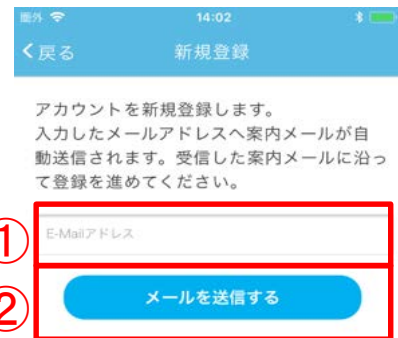 圏外 14:02
戻る 新規登録
アカウントを新規登録します。
入力したメールアドレスへ案内メールが自
動送信されます。受信した案内メールに沿っ
て登録を進めてください。
① E-Mailアドレス
② メールを送信する